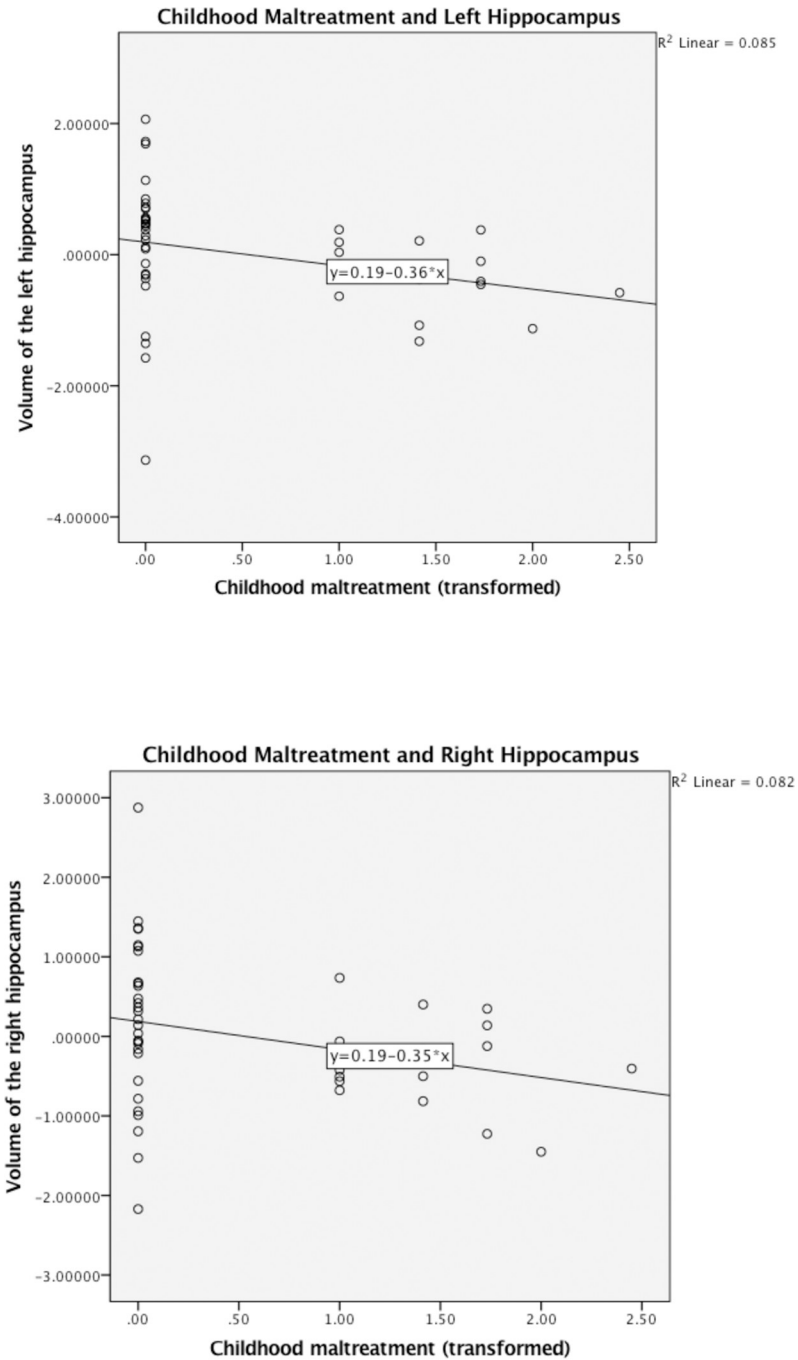 Childhood Maltreatment and Left Hippocampus
R² Linear = 0.085
Volume of the left hippocampus
2.00000
.00000
-2.00000
-4.00000
y=0.19-0.36*x
.00 .50 1.00 1.50 2.00 2.50
Childhood maltreatment (transformed)
Childhood Maltreatment and Right Hippocampus
R² Linear = 0.082
Volume of the right hippocampus
3.00000
2.00000
1.00000
.00000
-1.00000
-2.00000
-3.00000
y=0.19-0.35*x
.00 .50 1.00 1.50 2.00 2.50
Childhood maltreatment (transformed)